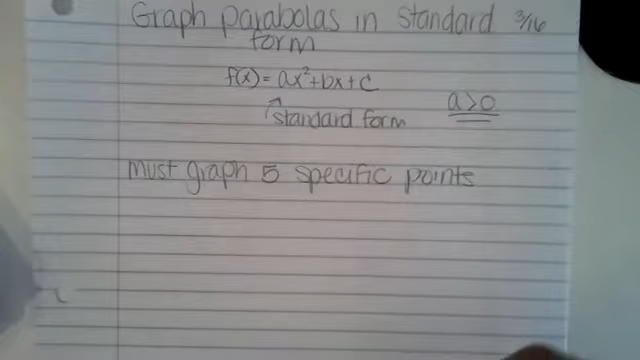 Graph parabolas in standard 3/16
form
f(x) = ax²+bx+c
standard form a>0
must graph 5 specific points